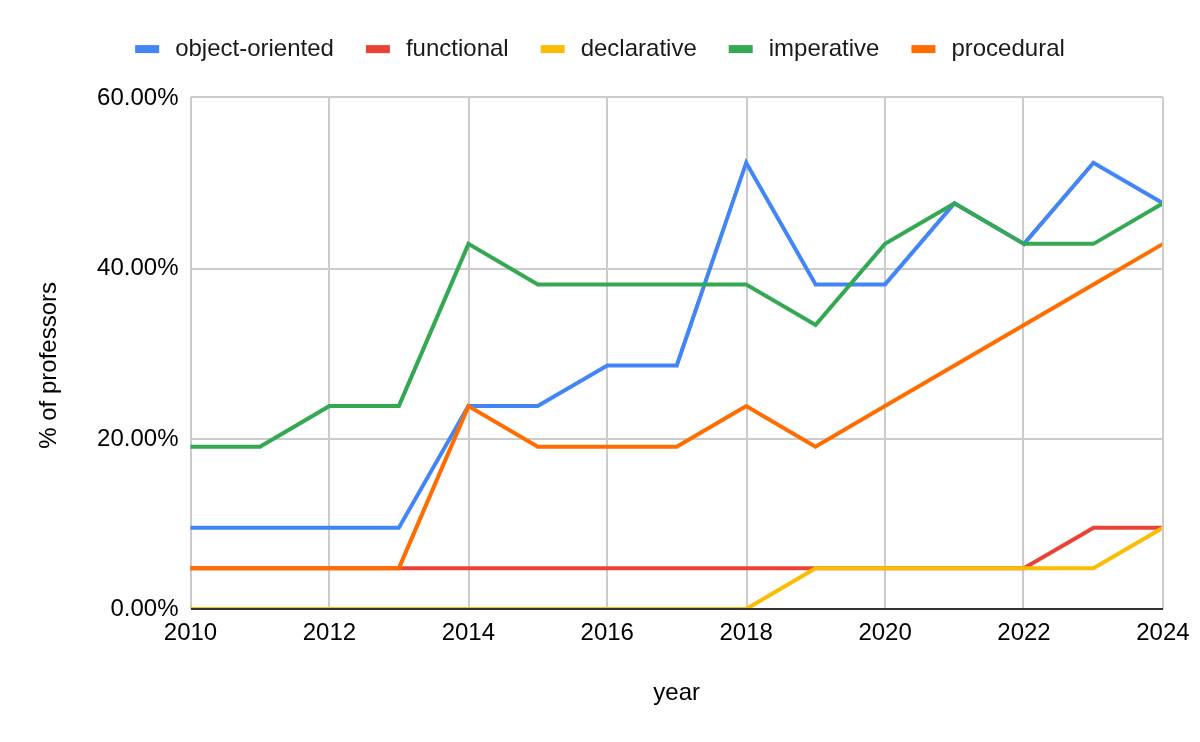 object-oriented functional declarative imperative procedural
60.00%
40.00%
20.00%
0.00%
% of professors
2010 2012 2014 2016 2018 2020 2022 2024
year